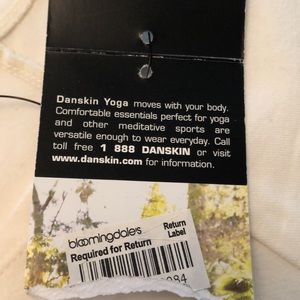 Danskin Yoga moves with your body.
Comfortable essentials perfect for yoga
and other meditative sports are
versatile enough to wear everyday. Call
toll free 1 888 DANSKIN or visit
www.danskin.com for information.
bloomingdales
Return
Label
Required for Return